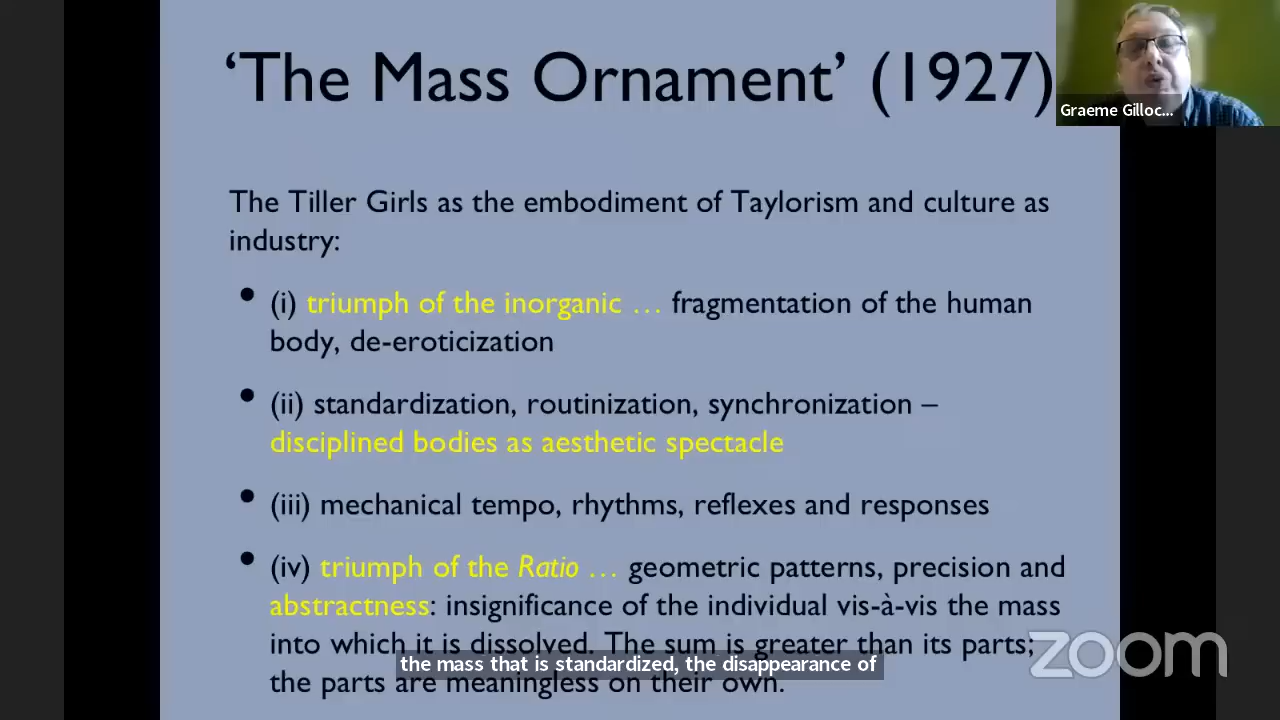 ‘The Mass Ornament’ (1927)
Graeme Gilloc...
The Tiller Girls as the embodiment of Taylorism and culture as
industry:
• (i) triumph of the inorganic … fragmentation of the human
body, de-eroticization
• (ii) standardization, routinization, synchronization –
disciplined bodies as aesthetic spectacle
• (iii) mechanical tempo, rhythms, reflexes and responses
• (iv) triumph of the Ratio … geometric patterns, precision and
abstractness: insignificance of the individual vis-à-vis the mass
into which it is dissolved. The sum is greater than its parts;
the mass that is standardized, the disappearance of
the parts are meaningless on their own.
zoom